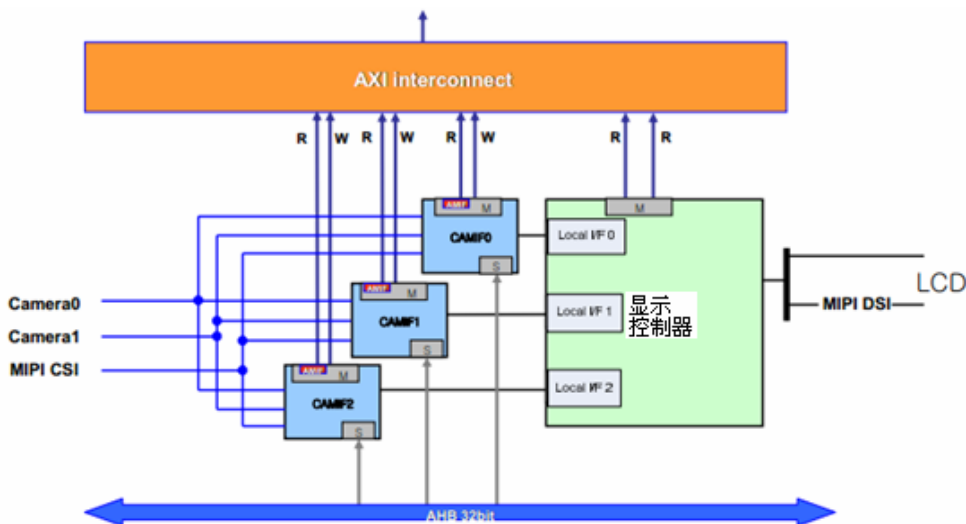 AXI interconnect
R W R W R W R R
AMIF M
CAMIF0
S
M
Local I/F 0
Camera0
AMIF M
CAMIF1
S
Local I/F 1
显示
控制器
LCD
MIPI DSI
Camera1
MIPI CSI
AMIF M
CAMIF2
S
Local I/F 2
AHB 32bit